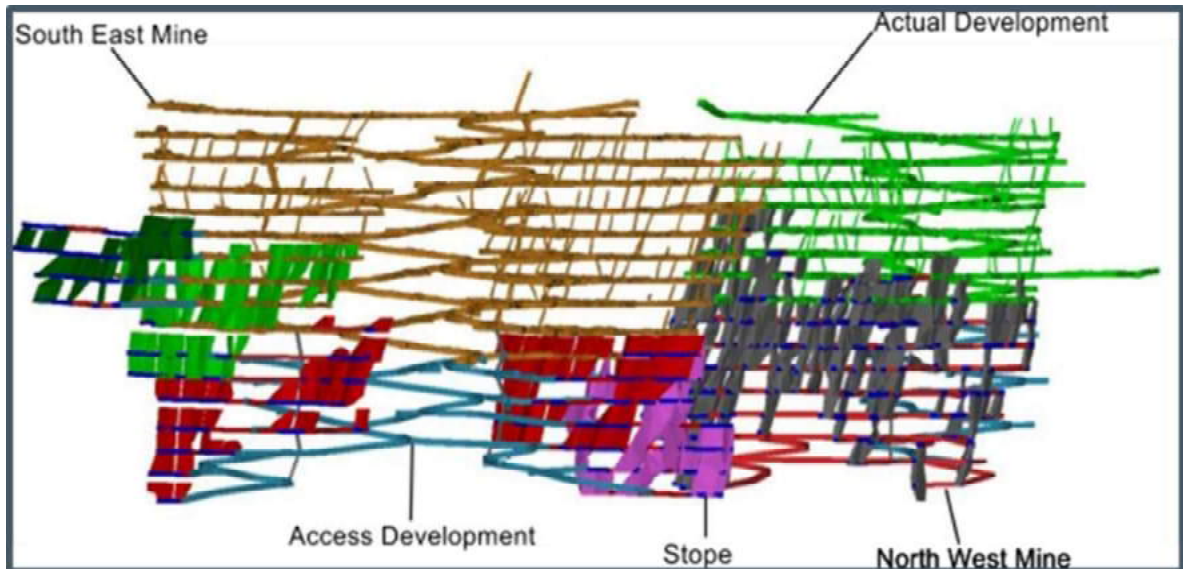 South East Mine
Actual Development
Access Development
Stope
North West Mine